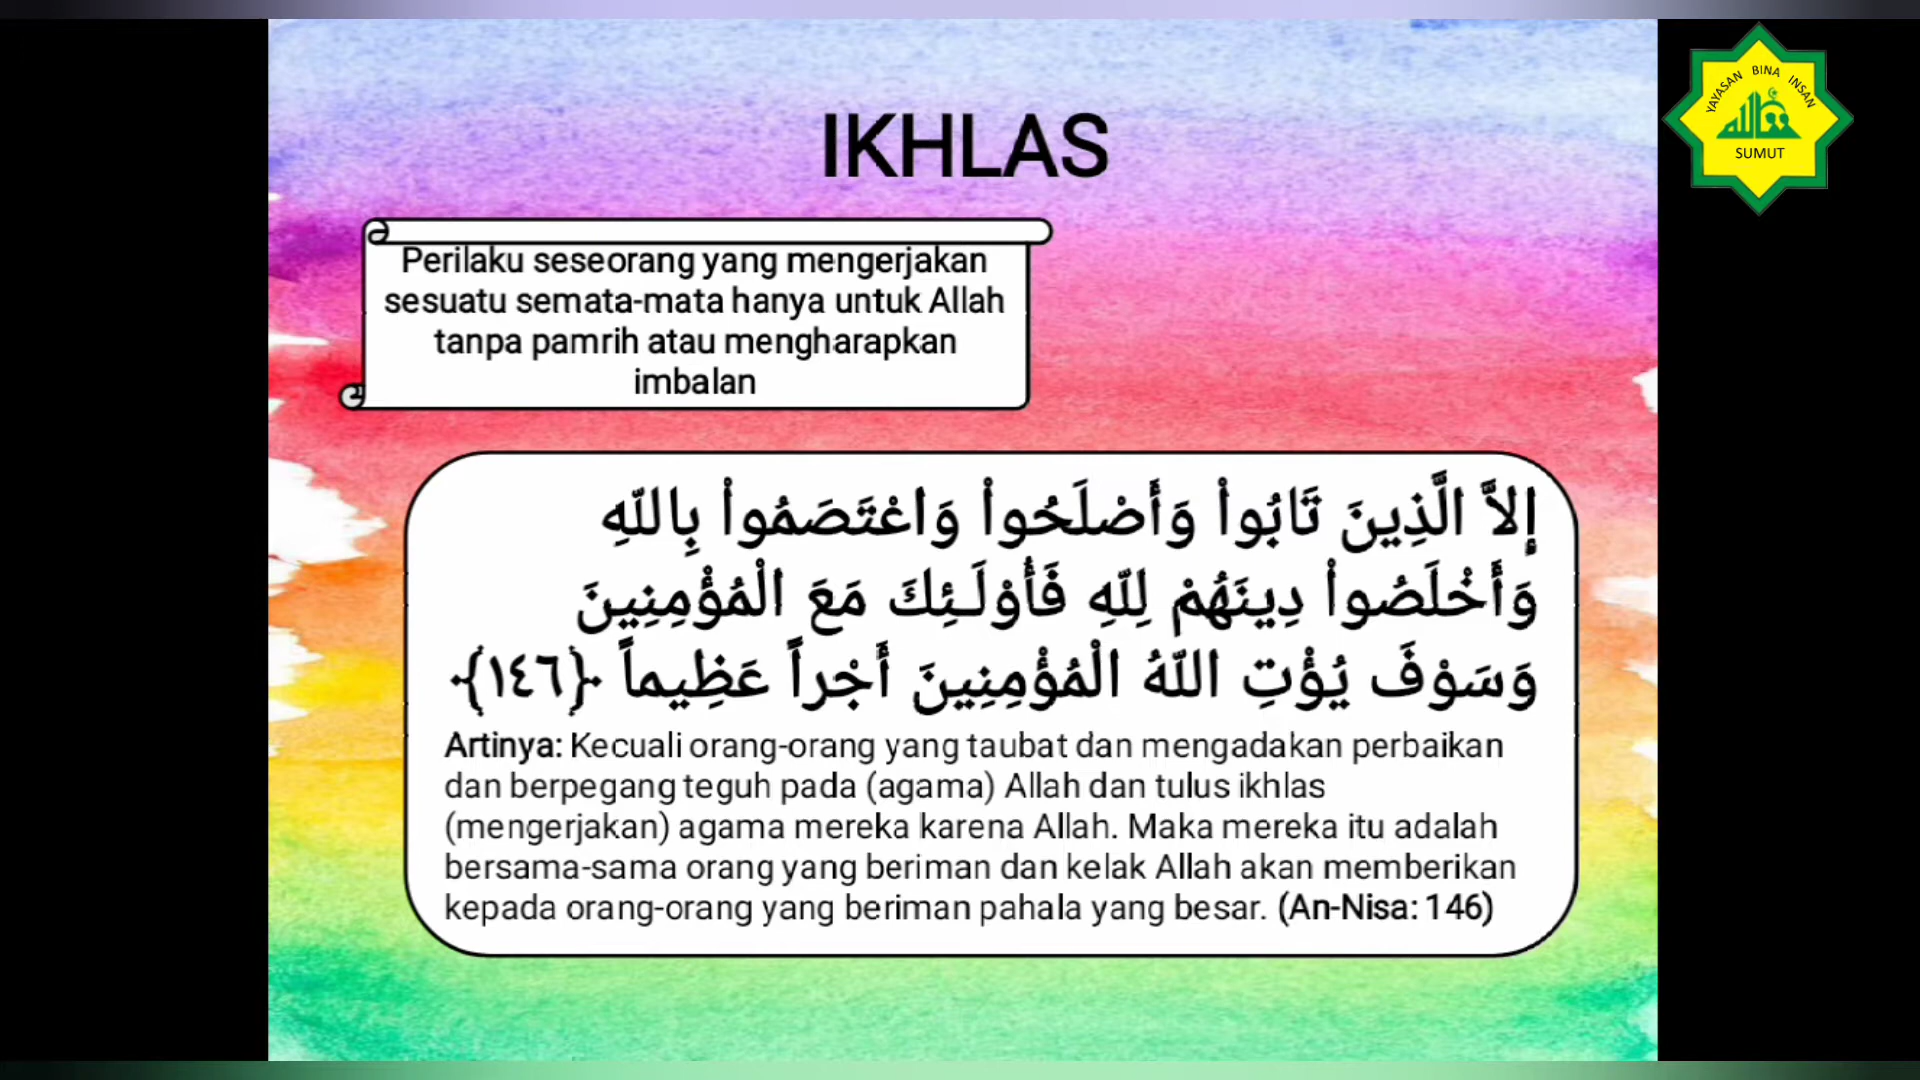 YAYASAN BINA INSAN
SUMUT
IKHLAS
Perilaku seseorang yang mengerjakan
sesuatu semata-mata hanya untuk Allah
tanpa pamrih atau mengharapkan
imbalan
إِلاَّ الَّذِينَ تَابُواْ وَأَصْلَحُواْ وَاعْتَصَمُواْ بِاللّهِ
وَأَخْلَصُواْ دِينَهُمْ لِلّهِ فَأُوْلَـئِكَ مَعَ الْمُؤْمِنِينَ
وَسَوْفَ يُؤْتِ اللّهُ الْمُؤْمِنِينَ أَجْراً عَظِيماً ﴿١٤٦﴾
Artinya: Kecuali orang-orang yang taubat dan mengadakan perbaikan
dan berpegang teguh pada (agama) Allah dan tulus ikhlas
(mengerjakan) agama mereka karena Allah. Maka mereka itu adalah
bersama-sama orang yang beriman dan kelak Allah akan memberikan
kepada orang-orang yang beriman pahala yang besar. (An-Nisa: 146)